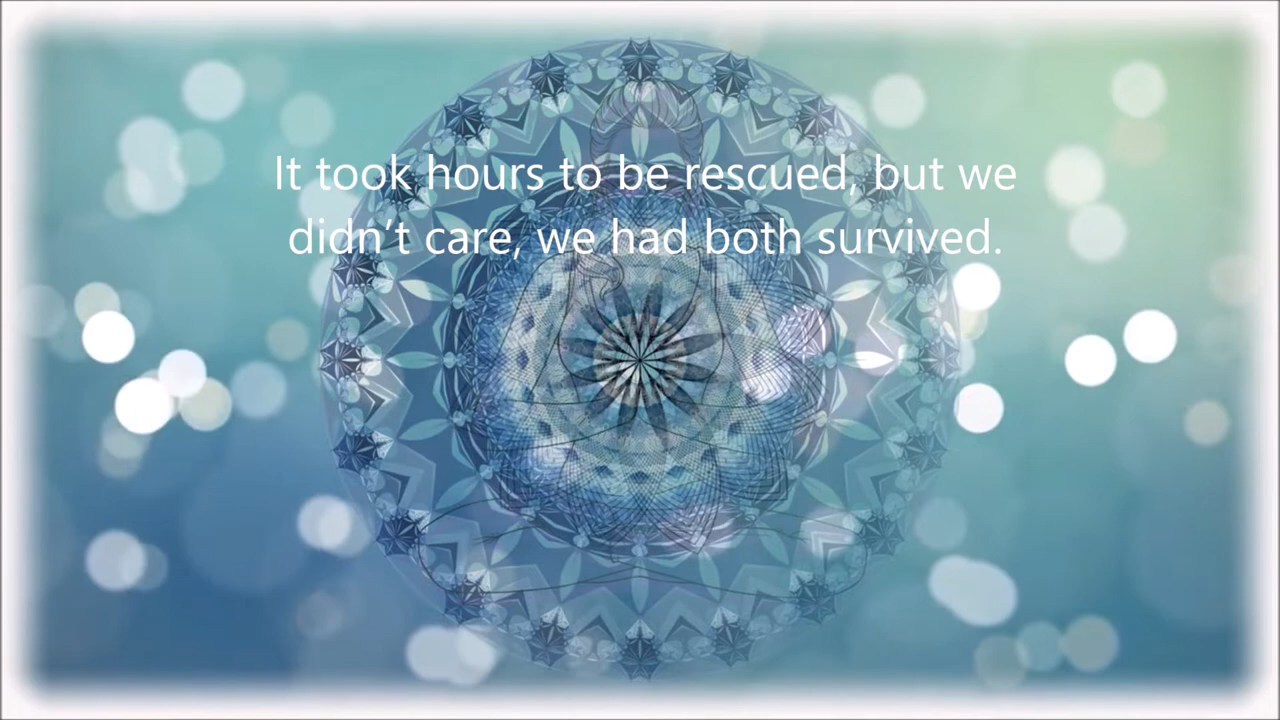 It took hours to be rescued, but we
didn’t care, we had both survived.